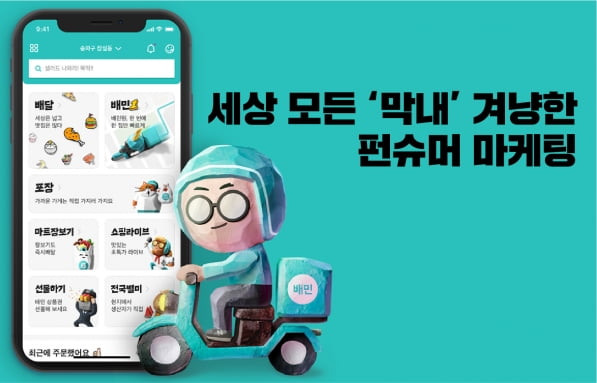 9:41
송파구 잠실동
샐러드 나와라! 뚝딱!!
배달
세상은 넓고
맛집은 많다
배민1
배민원, 한 번에
한 집만 빠르게
포장
가까운 가게는 직접 가지러 가지요
마트장보기
장보기도
즉시배달
쇼핑라이브
맛있는
초특가 라이브
선물하기
배민 상품권
선물해 보세요
전국별미
현지에서
생산자가 직접
최근에 주문했어요
세상 모든 ‘막내’ 겨냥한
펀슈머 마케팅
배민